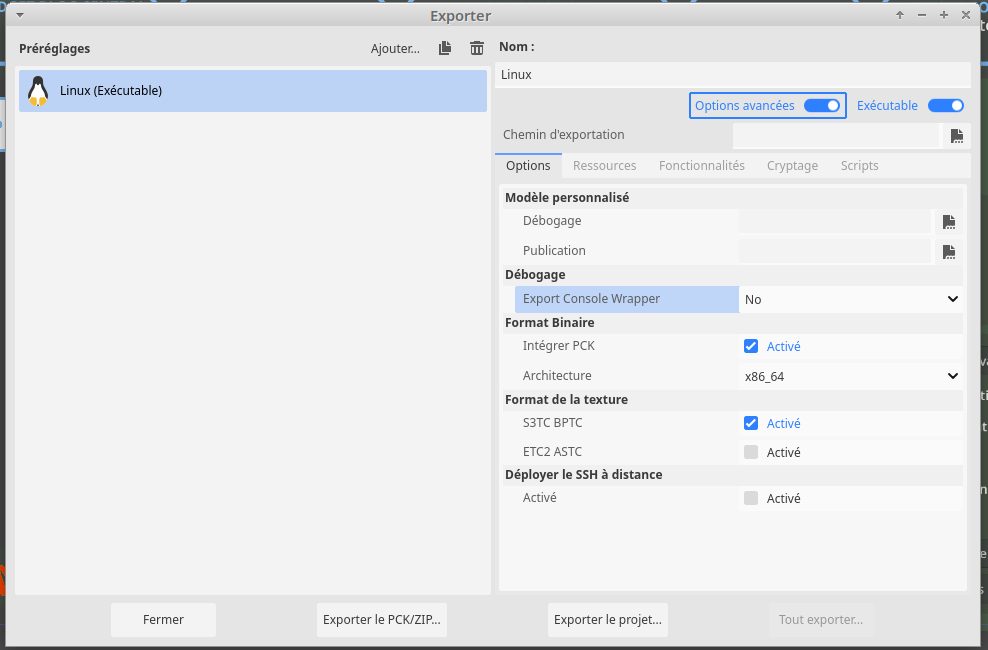 Exporter
Préréglages
Ajouter...
Linux (Exécutable)
Nom :
Linux
Options avancées
Exécutable
Chemin d'exportation
Options Ressources Fonctionnalités Cryptage Scripts
Modèle personnalisé
Débogage
Publication
Débogage
Export Console Wrapper No
Format Binaire
Intégrer PCK Activé
Architecture x86_64
Format de la texture
S3TC BPTC Activé
ETC2 ASTC Activé
Déployer le SSH à distance
Activé Activé
Fermer Exporter le PCK/ZIP... Exporter le projet... Tout exporter...